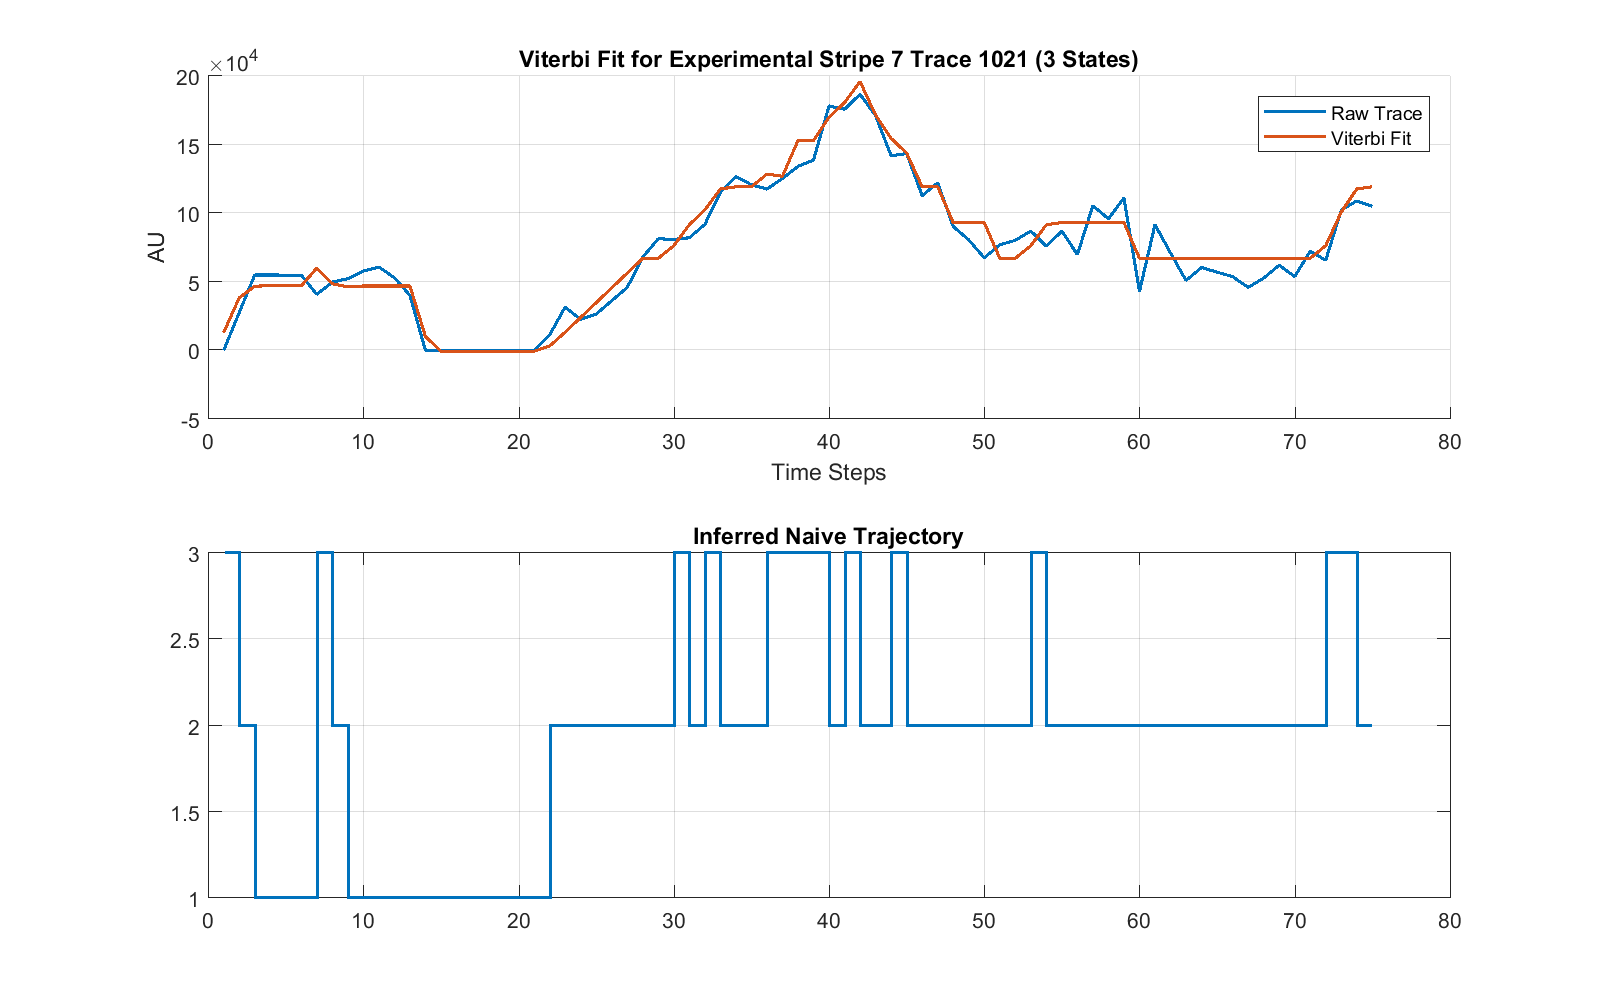 Viterbi Fit for Experimental Stripe 7 Trace 1021 (3 States)
×10⁴
20
15
10
5
0
-5
AU
Raw Trace
Viterbi Fit
0 10 20 30 40 50 60 70 80
Time Steps
Inferred Naive Trajectory
3
2.5
2
1.5
1
0 10 20 30 40 50 60 70 80